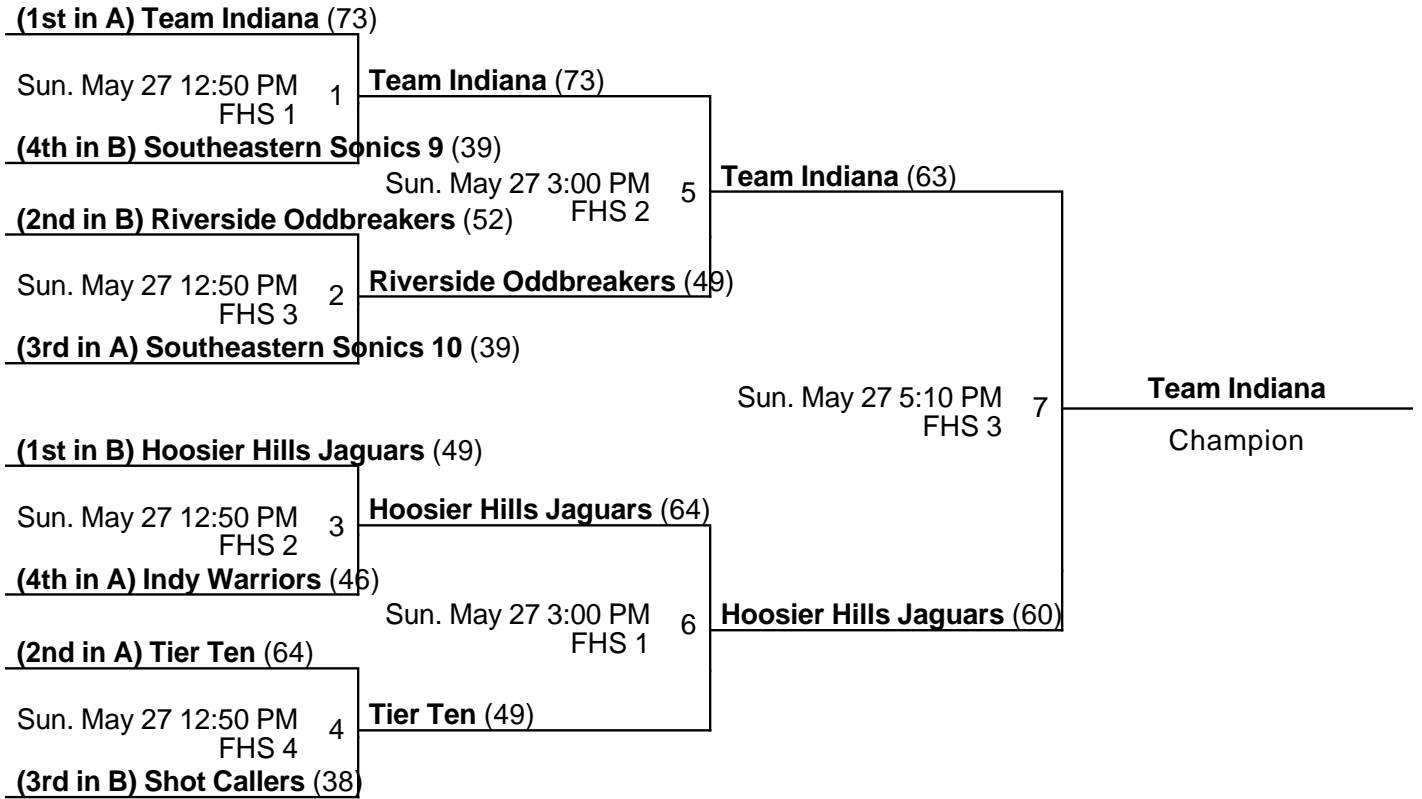 (1st in A) Team Indiana (73)
Sun. May 27 12:50 PM
FHS 1
1
(4th in B) Southeastern Sonics 9 (39)
Team Indiana (73)
Sun. May 27 3:00 PM
FHS 2
5
(2nd in B) Riverside Oddbreakers (52)
Sun. May 27 12:50 PM
FHS 3
2
(3rd in A) Southeastern Sonics 10 (39)
Riverside Oddbreakers (49)
Team Indiana (63)
Sun. May 27 5:10 PM
FHS 3
7
Team Indiana
Champion
(1st in B) Hoosier Hills Jaguars (49)
Sun. May 27 12:50 PM
FHS 2
3
(4th in A) Indy Warriors (46)
Hoosier Hills Jaguars (64)
Sun. May 27 3:00 PM
FHS 1
6
Hoosier Hills Jaguars (60)
(2nd in A) Tier Ten (64)
Sun. May 27 12:50 PM
FHS 4
4
(3rd in B) Shot Callers (38)
Tier Ten (49)